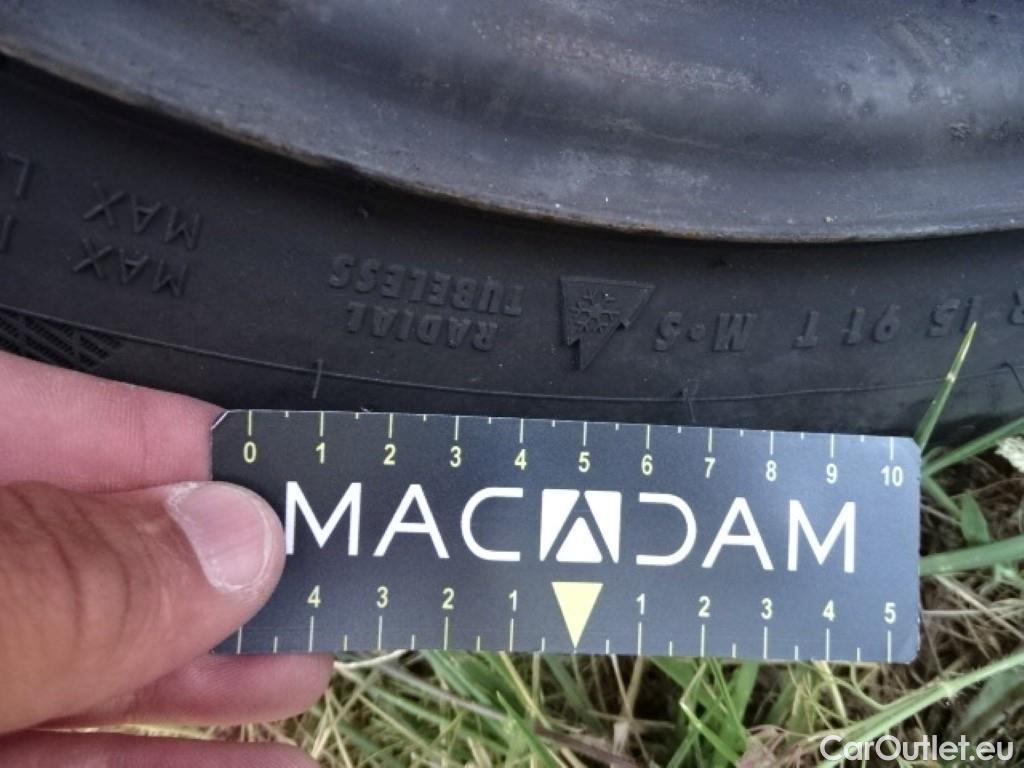 R 15 91 T M•S
RADIAL
TUBELESS
MAX
MAX
0 1 2 3 4 5 6 7 8 9 10
MACADAM
4 3 2 1 1 2 3 4 5
CarOutlet.eu